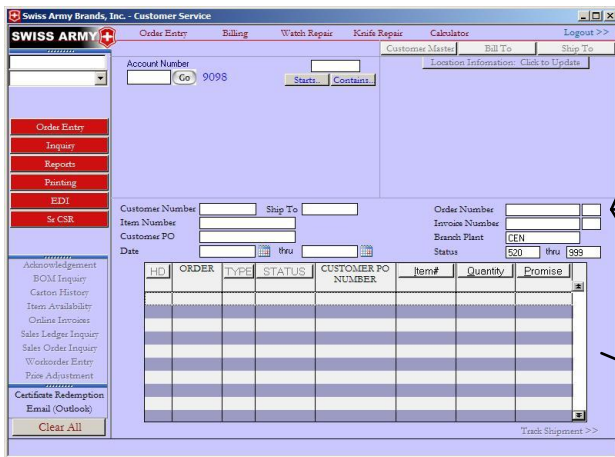 Swiss Army Brands, Inc. - Customer Service
SWISS ARMY
Order Entry Billing Watch Repair Knife Repair Calculator Logout >>
Customer Master Bill To Ship To
Account Number
Go 9098 Starts.. Contains..
Location Infomation: Click to Update
Order Entry
Inquiry
Reports
Printing
EDI
Sr CSR
Customer Number Ship To Order Number
Item Number Invoice Number
Customer PO Branch Plant CEN
Date thru Status 520 thru 999
HD ORDER TYPE STATUS CUSTOMER PO NUMBER Item# Quantity Promise
Acknowledgement
BOM Inquiry
Carton History
Item Availability
Online Invoices
Sales Ledger Inquiry
Sales Order Inquiry
Workorder Entry
Price Adjustment
Certificate Redemption
Email (Outlook)
Clear All
Track Shipment >>